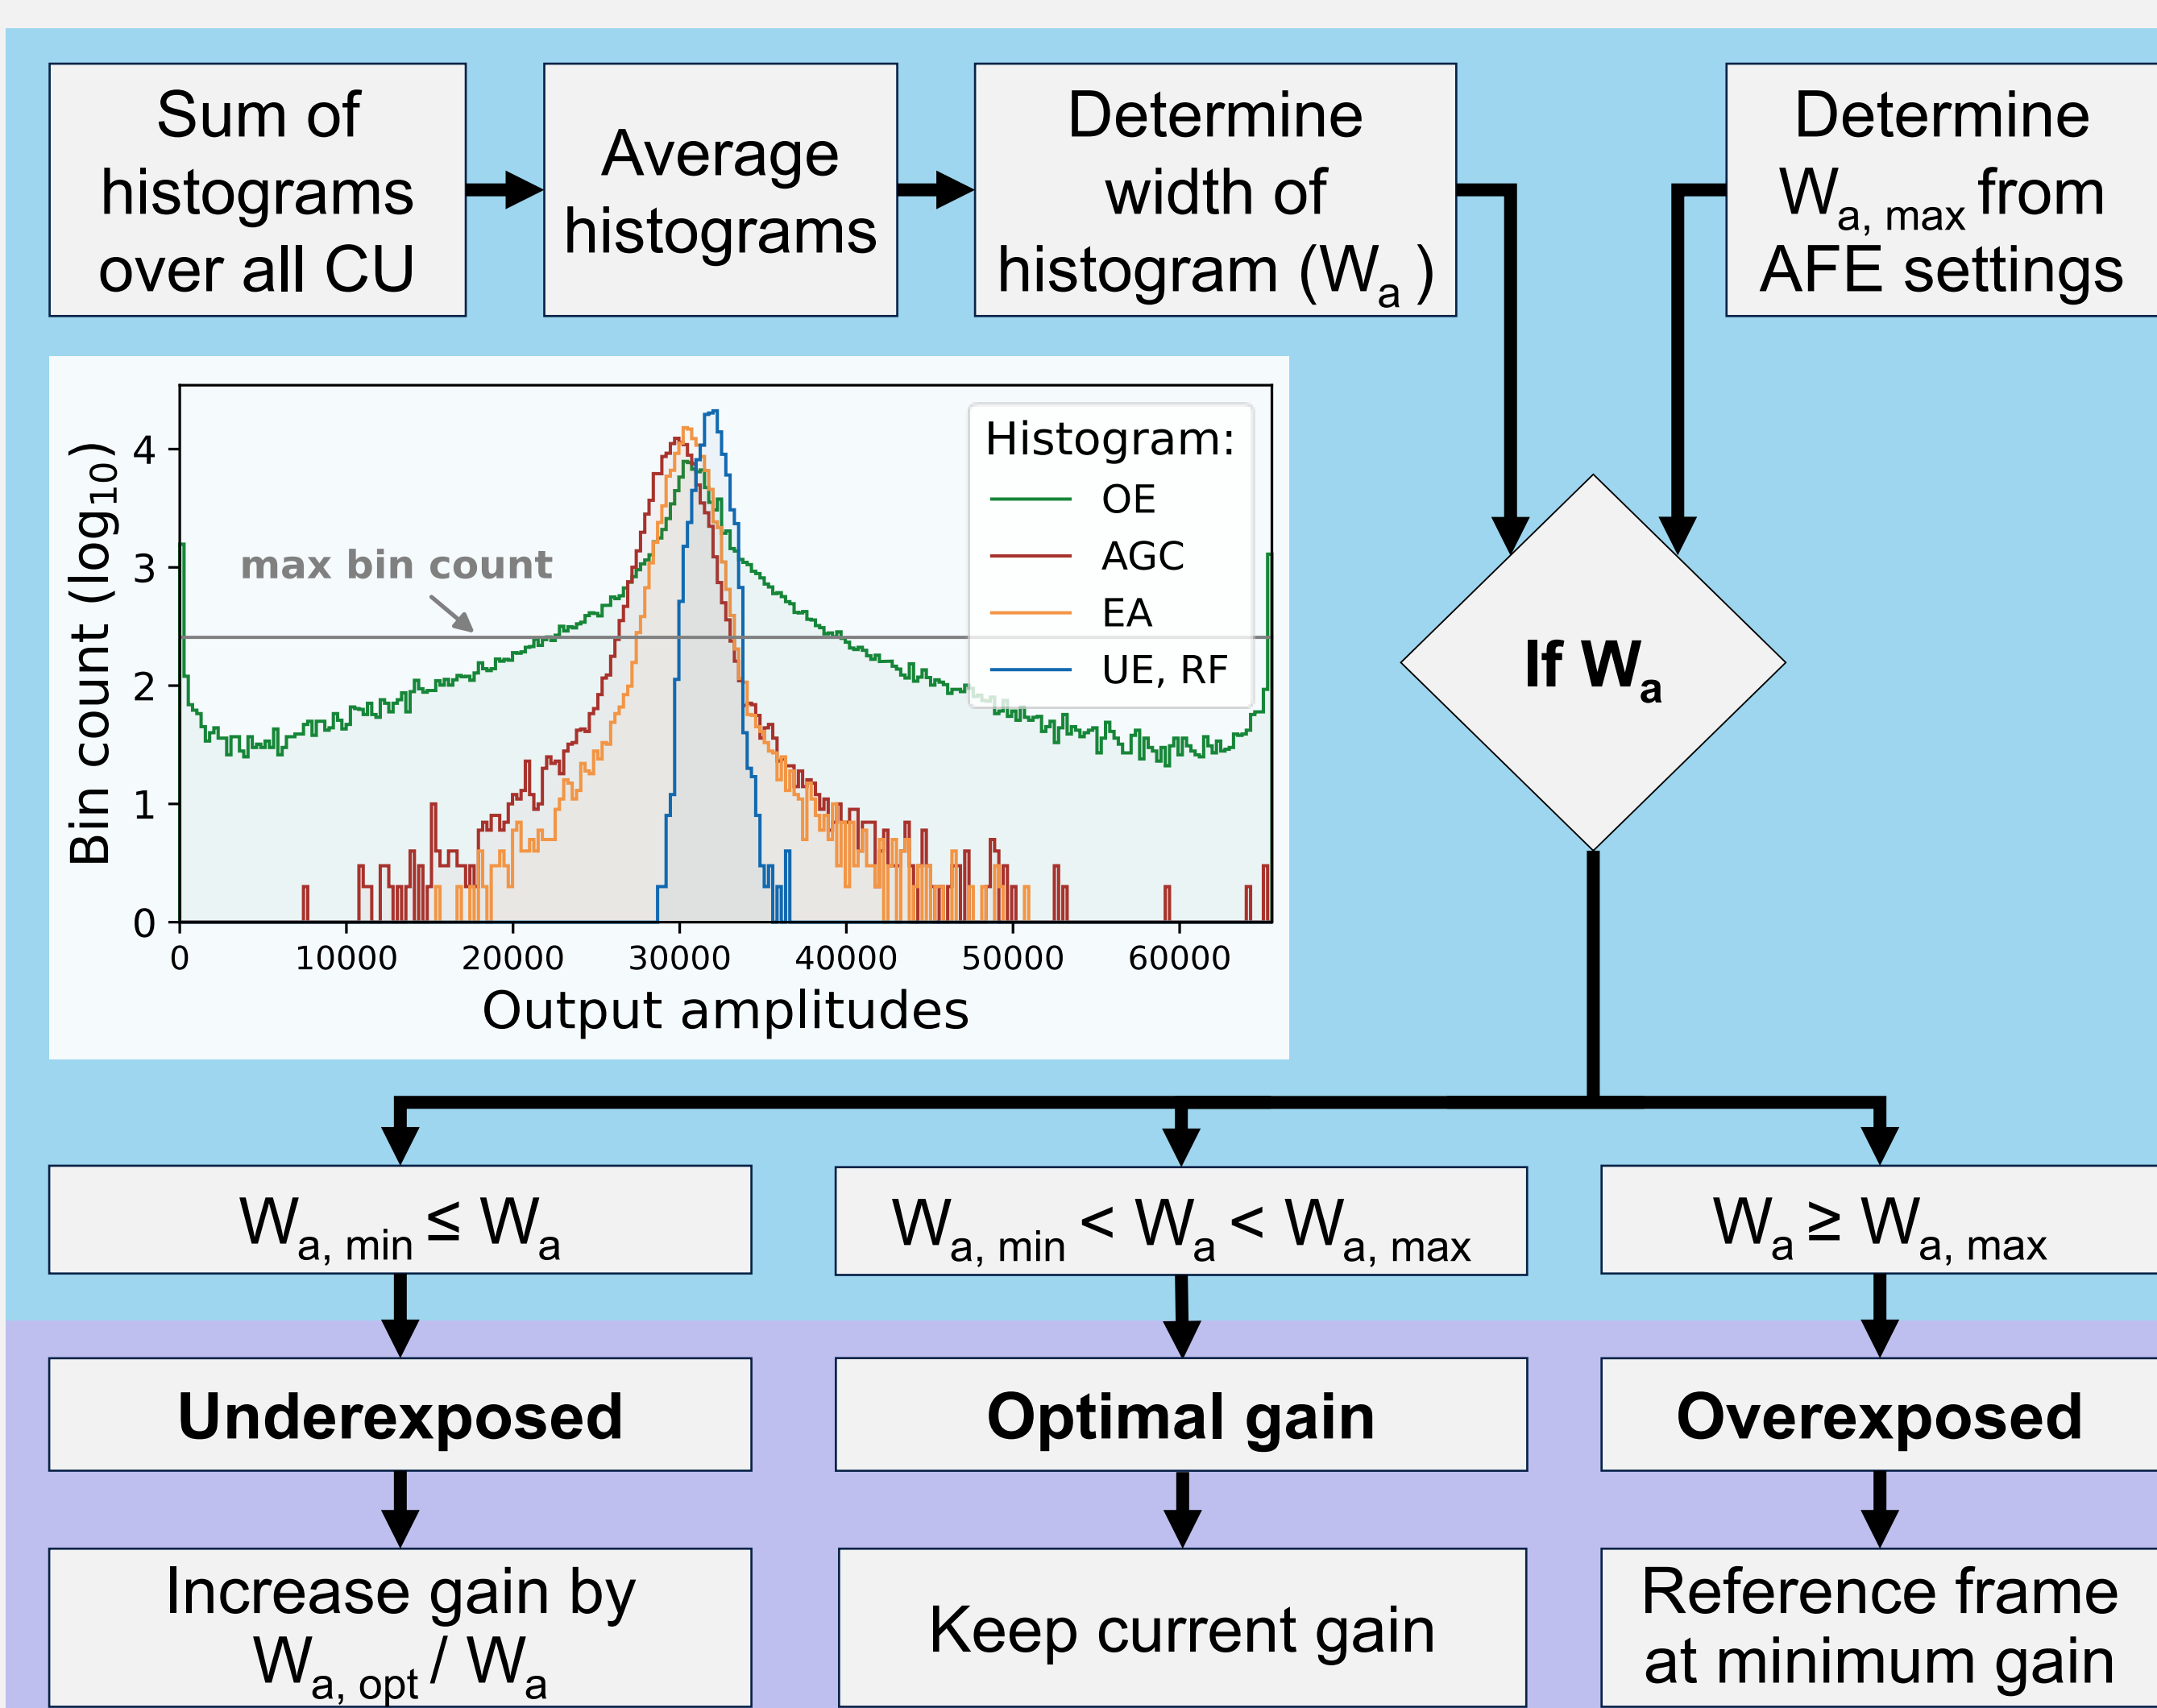 Sum of
histograms
over all CU
Average
histograms
Determine
width of
histogram (Wa )
Determine
Wa, max from
AFE settings
Bin count (log10)
4
3
2
1
0
max bin count
Histogram:
OE
AGC
EA
UE, RF
0 10000 20000 30000 40000 50000 60000
Output amplitudes
If Wa
Wa, min ≤ Wa
Wa, min < Wa < Wa, max
Wa ≥ Wa, max
Underexposed
Optimal gain
Overexposed
Increase gain by
Wa, opt / Wa
Keep current gain
Reference frame
at minimum gain